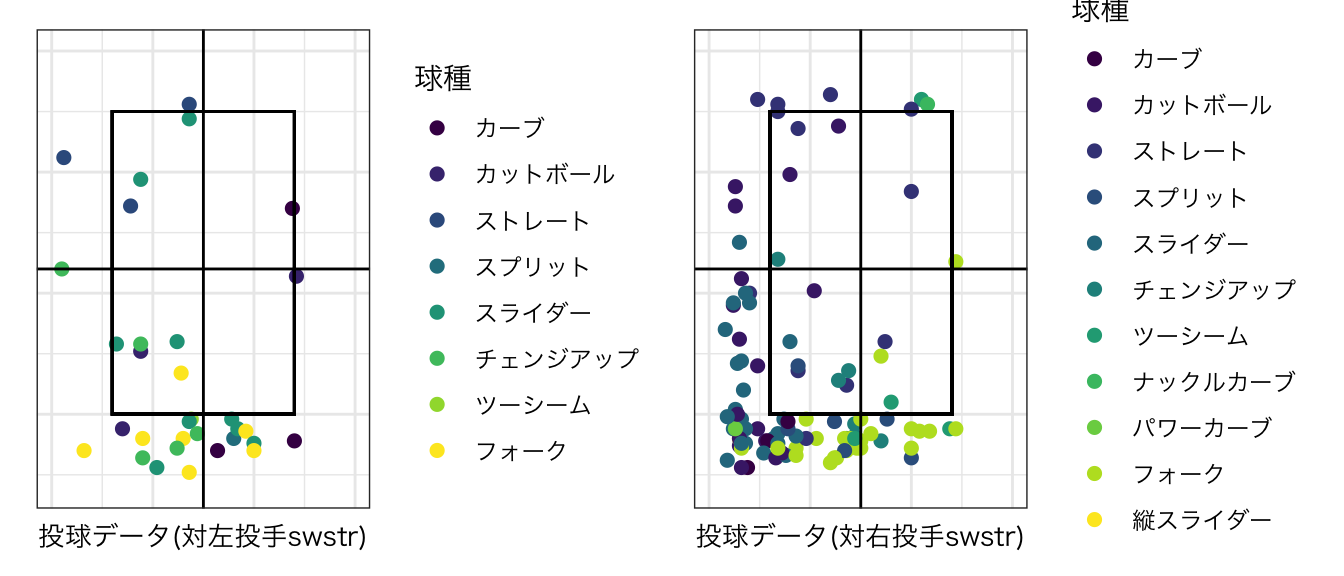 球種
カーブ
カットボール
ストレート
スプリット
スライダー
チェンジアップ
ツーシーム
フォーク
投球データ(対左投手swstr)
球種
カーブ
カットボール
ストレート
スプリット
スライダー
チェンジアップ
ツーシーム
ナックルカーブ
パワーカーブ
フォーク
縦スライダー
投球データ(対右投手swstr)